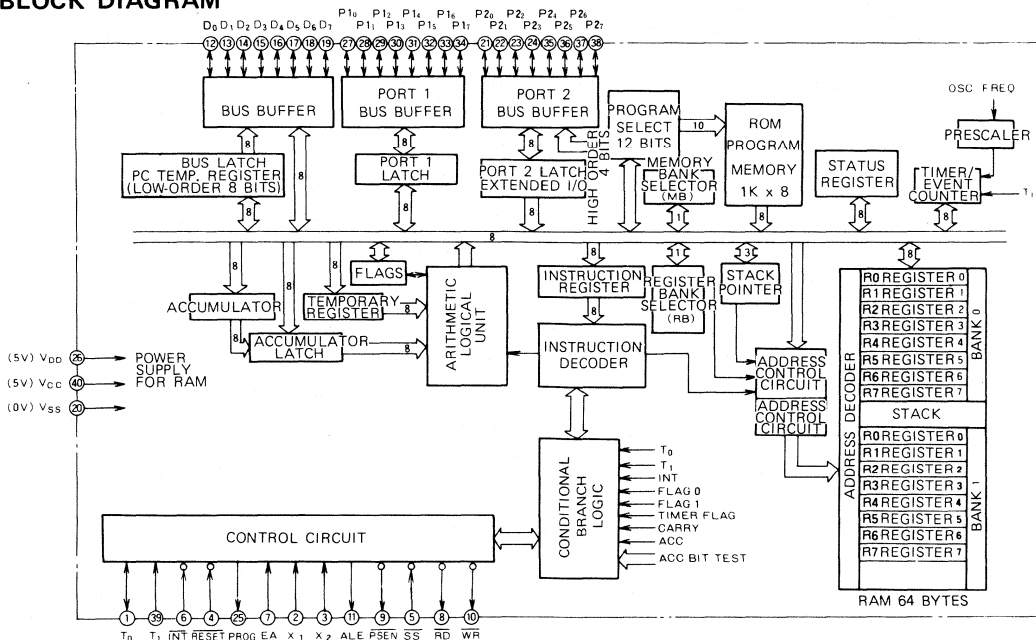 BLOCK DIAGRAM
D0 D1 D2 D3 D4 D5 D6 D7
P10 P12 P14 P16
P11 P13 P15 P17
P20 P22 P24 P26
P21 P23 P25 P27
12 13 14 15 16 17 18 19
27 28 29 30 31 32 33 34
21 22 23 24 35 36 37 38
BUS BUFFER
PORT 1
BUS BUFFER
PORT 2
BUS BUFFER
HIGH ORDER
4 BITS
PROGRAM
SELECT
12 BITS
10
ROM
PROGRAM
MEMORY
1K x 8
OSC FREQ
PRESCALER
8
8
8
8
BUS LATCH
PC TEMP. REGISTER
(LOW-ORDER 8 BITS)
PORT 1
LATCH
PORT 2 LATCH
EXTENDED I/O
MEMORY
BANK
SELECTOR
(MB)
STATUS
REGISTER
TIMER/
EVENT
COUNTER
T1
8
8
8
1
8
8
8
8
8
8
8
8
FLAGS
ACCUMULATOR
TEMPORARY
REGISTER
8
8
ACCUMULATOR
LATCH
8
ARITHMETIC
LOGICAL
UNIT
8
INSTRUCTION
REGISTER
8
INSTRUCTION
DECODER
1
REGISTER
BANK
SELECTOR
(RB)
3
STACK
POINTER
ADDRESS
CONTROL
CIRCUIT
ADDRESS
CONTROL
CIRCUIT
8
ADDRESS DECODER
R0 REGISTER 0
R1 REGISTER 1
R2 REGISTER 2
R3 REGISTER 3
R4 REGISTER 4
R5 REGISTER 5
R6 REGISTER 6
R7 REGISTER 7
BANK 0
STACK
R0 REGISTER 0
R1 REGISTER 1
R2 REGISTER 2
R3 REGISTER 3
R4 REGISTER 4
R5 REGISTER 5
R6 REGISTER 6
R7 REGISTER 7
BANK 1
RAM 64 BYTES
(5V) VDD 26
(5V) VCC 40
(0V) VSS 20
POWER
SUPPLY
FOR RAM
CONDITIONAL
BRANCH
LOGIC
T0
T1
INT
FLAG 0
FLAG 1
TIMER FLAG
CARRY
ACC
ACC BIT TEST
CONTROL CIRCUIT
1 39 6 4 25 7 2 3 11 9 5 8 10
T0 T1 INT RESET PROG EA X1 X2 ALE PSEN SS RD WR